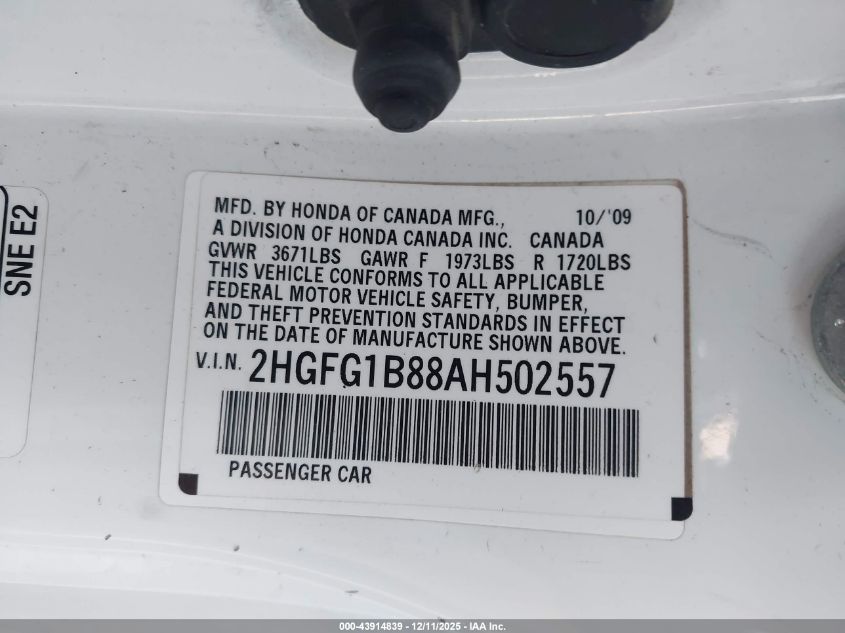 SNE E2
MFD. BY HONDA OF CANADA MFG., 10/'09
A DIVISION OF HONDA CANADA INC. CANADA
GVWR 3671LBS GAWR F 1973LBS R 1720LBS
THIS VEHICLE CONFORMS TO ALL APPLICABLE
FEDERAL MOTOR VEHICLE SAFETY, BUMPER,
AND THEFT PREVENTION STANDARDS IN EFFECT
ON THE DATE OF MANUFACTURE SHOWN ABOVE.
V.I.N. 2HGFG1B88AH502557
PASSENGER CAR
000-43914839 - 12/11/2025 - IAA Inc.